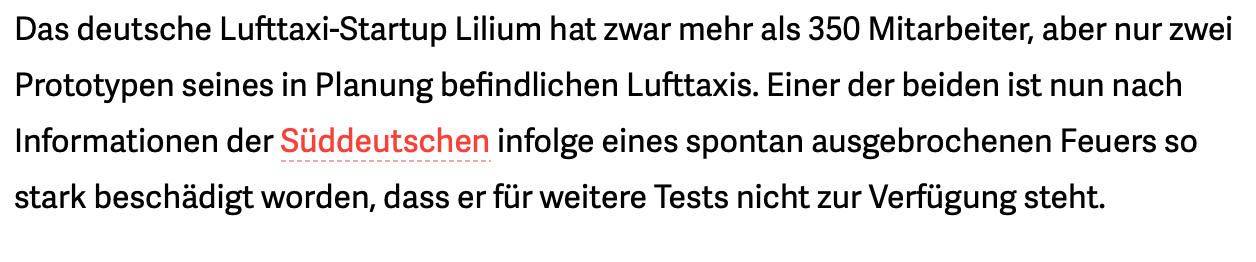 Das deutsche Lufttaxi-Startup Lilium hat zwar mehr als 350 Mitarbeiter, aber nur zwei
Prototypen seines in Planung befindlichen Lufttaxis. Einer der beiden ist nun nach
Informationen der Süddeutschen infolge eines spontan ausgebrochenen Feuers so
stark beschädigt worden, dass er für weitere Tests nicht zur Verfügung steht.